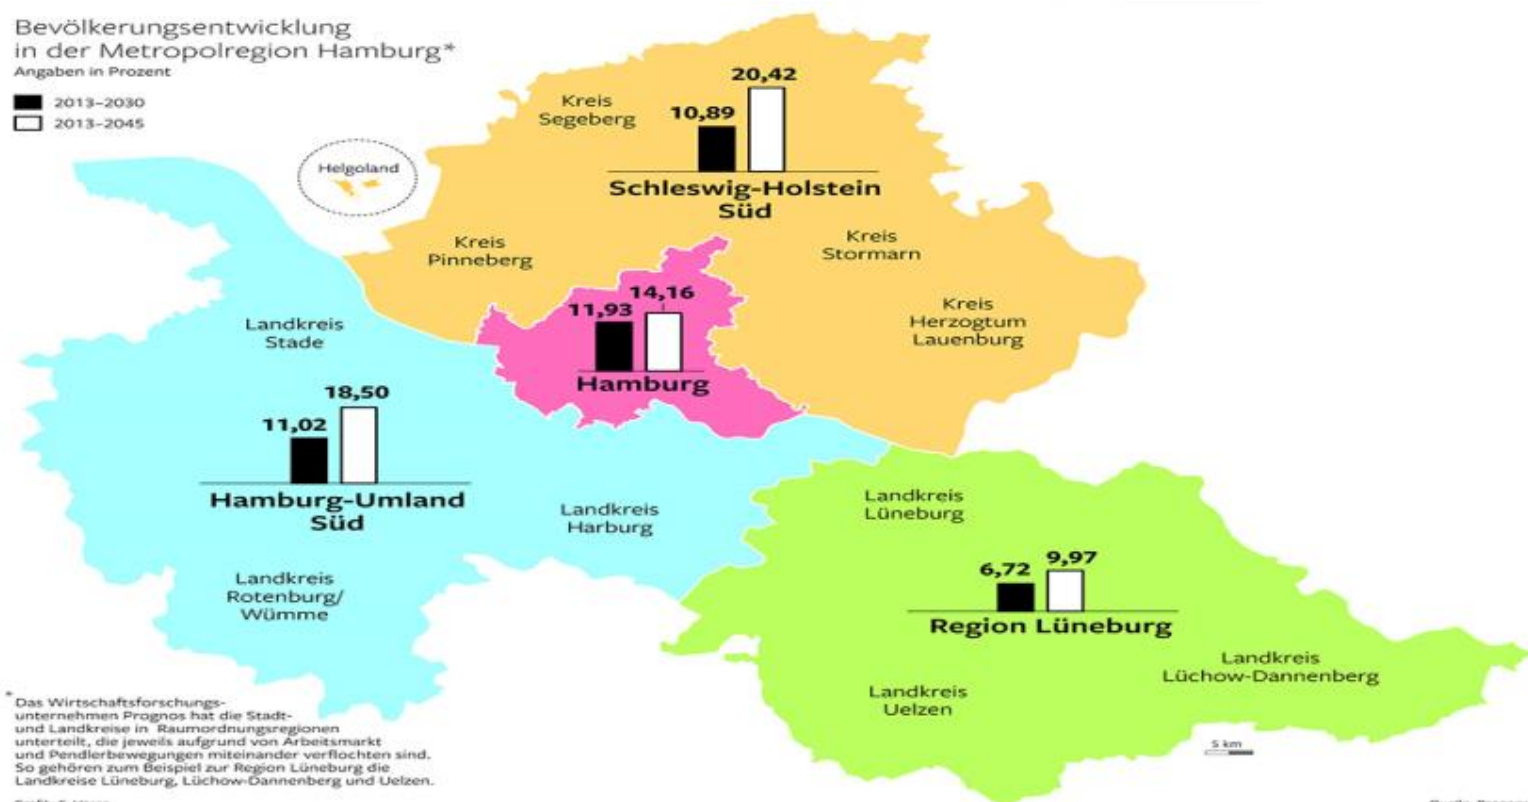 Bevölkerungsentwicklung
in der Metropolregion Hamburg*
Angaben in Prozent
2013–2030
2013–2045
Helgoland
Kreis
Segeberg
10,89
20,42
Schleswig-Holstein
Süd
Kreis
Pinneberg
Kreis
Stormarn
Kreis
Herzogtum
Lauenburg
11,93
14,16
Hamburg
Landkreis
Stade
11,02
18,50
Hamburg-Umland
Süd
Landkreis
Harburg
Landkreis
Rotenburg/
Wümme
Landkreis
Lüneburg
6,72
9,97
Region Lüneburg
Landkreis
Lüchow-Dannenberg
Landkreis
Uelzen
5 km
*Das Wirtschaftsforschungs-
unternehmen Prognos hat die Stadt-
und Landkreise in Raumordnungsregionen
unterteilt, die jeweils aufgrund von Arbeitsmarkt
und Pendlerbewegungen miteinander verflochten sind.
So gehören zum Beispiel zur Region Lüneburg die
Landkreise Lüneburg, Lüchow-Dannenberg und Uelzen.